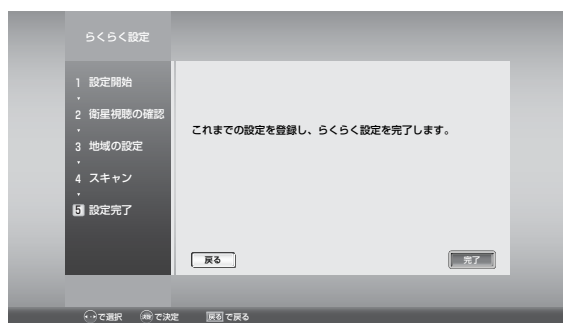 らくらく設定
1 設定開始
2 衛星視聴の確認
3 地域の設定
4 スキャン
5 設定完了
これまでの設定を登録し、らくらく設定を完了します。
戻る 完了
で選択 決定で決定 戻るで戻る